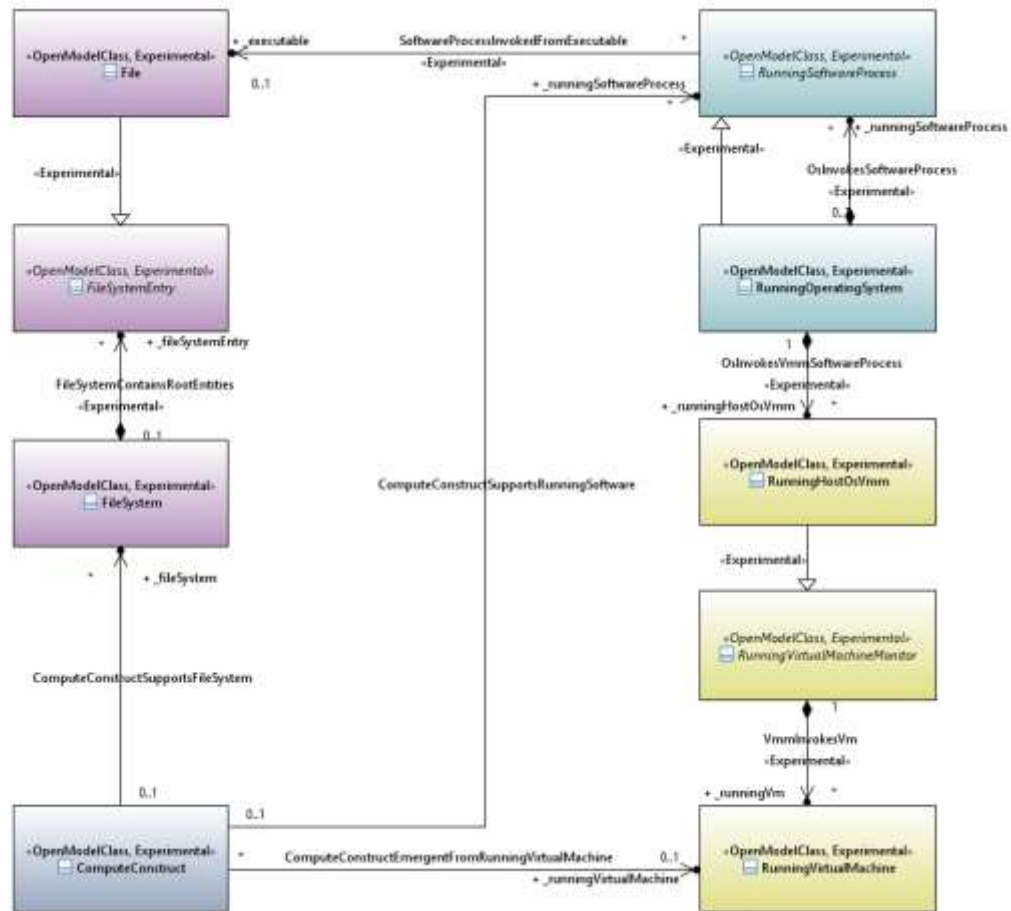 + _executable
SoftwareProcessInvokedFromExecutable
*
«OpenModelClass, Experimental»
File
«Experimental»
0..1
«OpenModelClass, Experimental»
RunningSoftwareProcess
+ _runningSoftwareProcess
*
* + _runningSoftwareProcess
«Experimental»
«Experimental»
OsInvokesSoftwareProcess
«Experimental»
«OpenModelClass, Experimental»
FileSystemEntry
«OpenModelClass, Experimental»
RunningOperatingSystem
* + _fileSystemEntry
1
OsInvokesVmmSoftwareProcess
«Experimental»
FileSystemContainsRootEntities
«Experimental»
+ _runningHostOsVmm *
0..1
«OpenModelClass, Experimental»
FileSystem
«OpenModelClass, Experimental»
RunningHostOsVmm
ComputeConstructSupportsRunningSoftware
«Experimental»
* + _fileSystem
«OpenModelClass, Experimental»
RunningVirtualMachineMonitor
ComputeConstructSupportsFileSystem
1
VmmInvokesVm
«Experimental»
+ _runningVm *
0..1
0..1
«OpenModelClass, Experimental»
ComputeConstruct
* ComputeConstructEmergentFromRunningVirtualMachine 0..1
+ _runningVirtualMachine
«OpenModelClass, Experimental»
RunningVirtualMachine